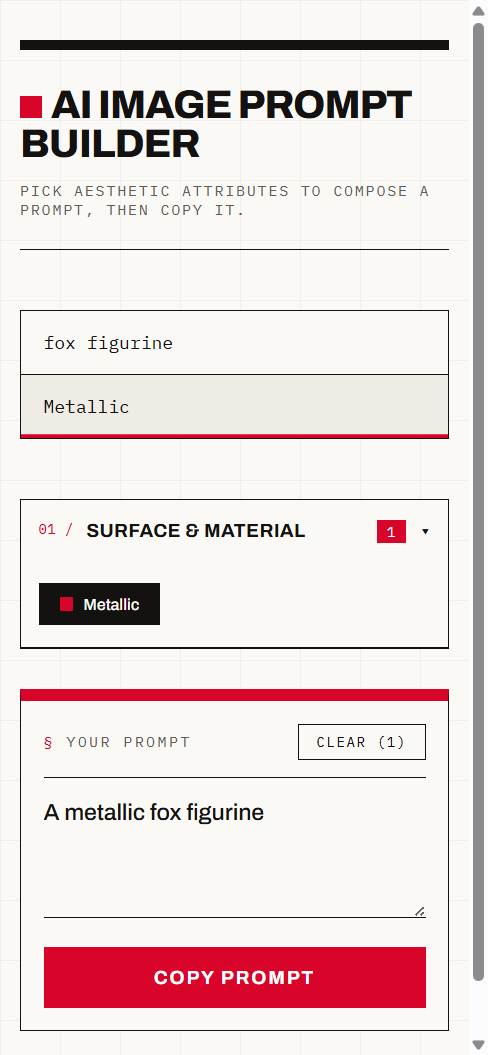 AI IMAGE PROMPT
BUILDER
PICK AESTHETIC ATTRIBUTES TO COMPOSE A
PROMPT, THEN COPY IT.
fox figurine
Metallic
01 / SURFACE & MATERIAL 1 ▾
Metallic
§ YOUR PROMPT CLEAR (1)
A metallic fox figurine
COPY PROMPT